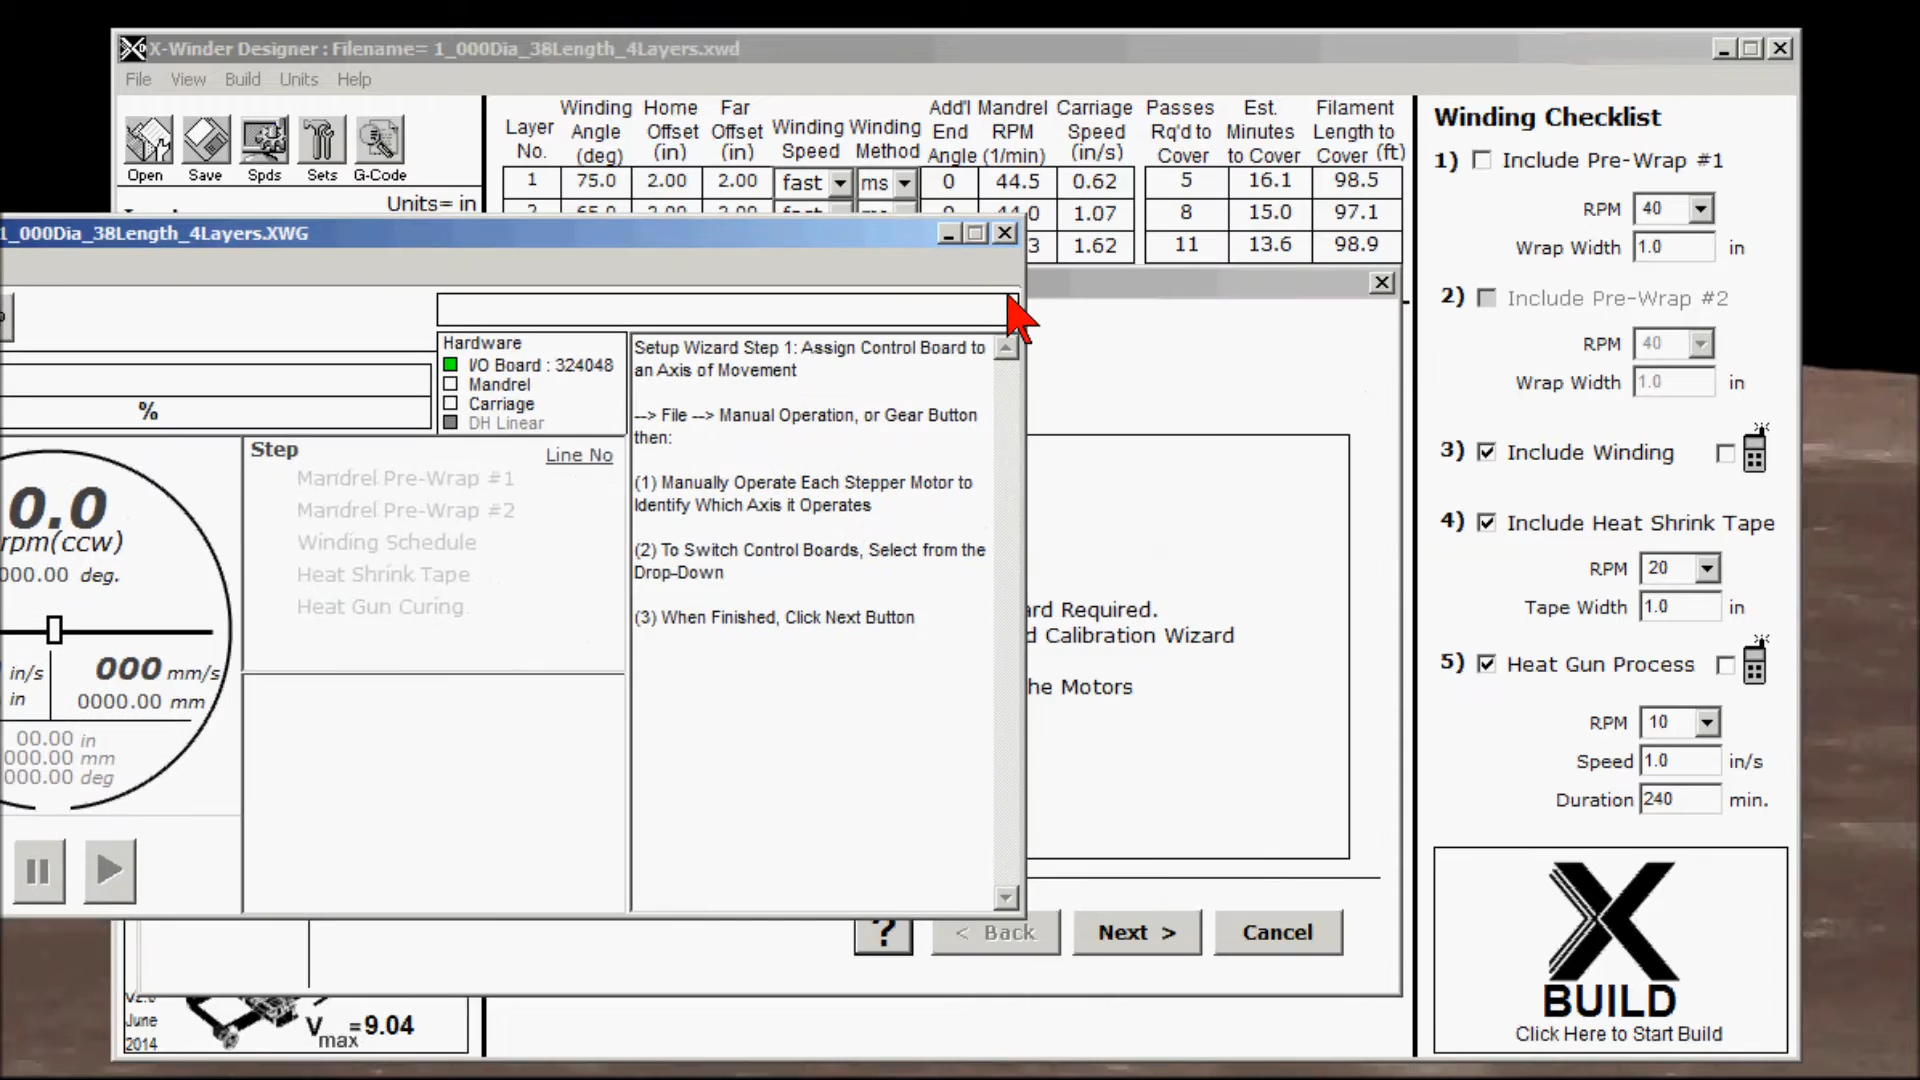 X-Winder Designer : Filename= 1_000Dia_38Length_4Layers.xwd
File View Build Units Help
Open Save Spds Sets G-Code
Units= in
Layer No. Winding Angle (deg) Home Offset (in) Far Offset (in) Winding Speed Winding Method Add'l End Angle Mandrel RPM (1/min) Carriage Speed (in/s) Passes Rq'd to Cover Est. Minutes to Cover Filament Length to Cover (ft)
1 75.0 2.00 2.00 fast ms 0 44.5 0.62 5 16.1 98.5
44.0 1.07 8 15.0 97.1
3 1.62 11 13.6 98.9
1_000Dia_38Length_4Layers.XWG
Hardware
I/O Board : 324048
Mandrel
Carriage
DH Linear
%
Step Line No
Mandrel Pre-Wrap #1
Mandrel Pre-Wrap #2
Winding Schedule
Heat Shrink Tape
Heat Gun Curing
0.0
rpm(ccw)
000.00 deg.
in/s 000 mm/s
in 0000.00 mm
00.00 in
000.00 mm
000.00 deg
Setup Wizard Step 1: Assign Control Board to
an Axis of Movement
--> File --> Manual Operation, or Gear Button
then:
(1) Manually Operate Each Stepper Motor to
Identify Which Axis it Operates
(2) To Switch Control Boards, Select from the
Drop-Down
(3) When Finished, Click Next Button
ard Required.
d Calibration Wizard
he Motors
? < Back Next > Cancel
V2.0
June
2014
Vmax =9.04
Winding Checklist
1) Include Pre-Wrap #1
RPM 40
Wrap Width 1.0 in
2) Include Pre-Wrap #2
RPM 40
Wrap Width 1.0 in
3) Include Winding
4) Include Heat Shrink Tape
RPM 20
Tape Width 1.0 in
5) Heat Gun Process
RPM 10
Speed 1.0 in/s
Duration 240 min.
X
BUILD
Click Here to Start Build